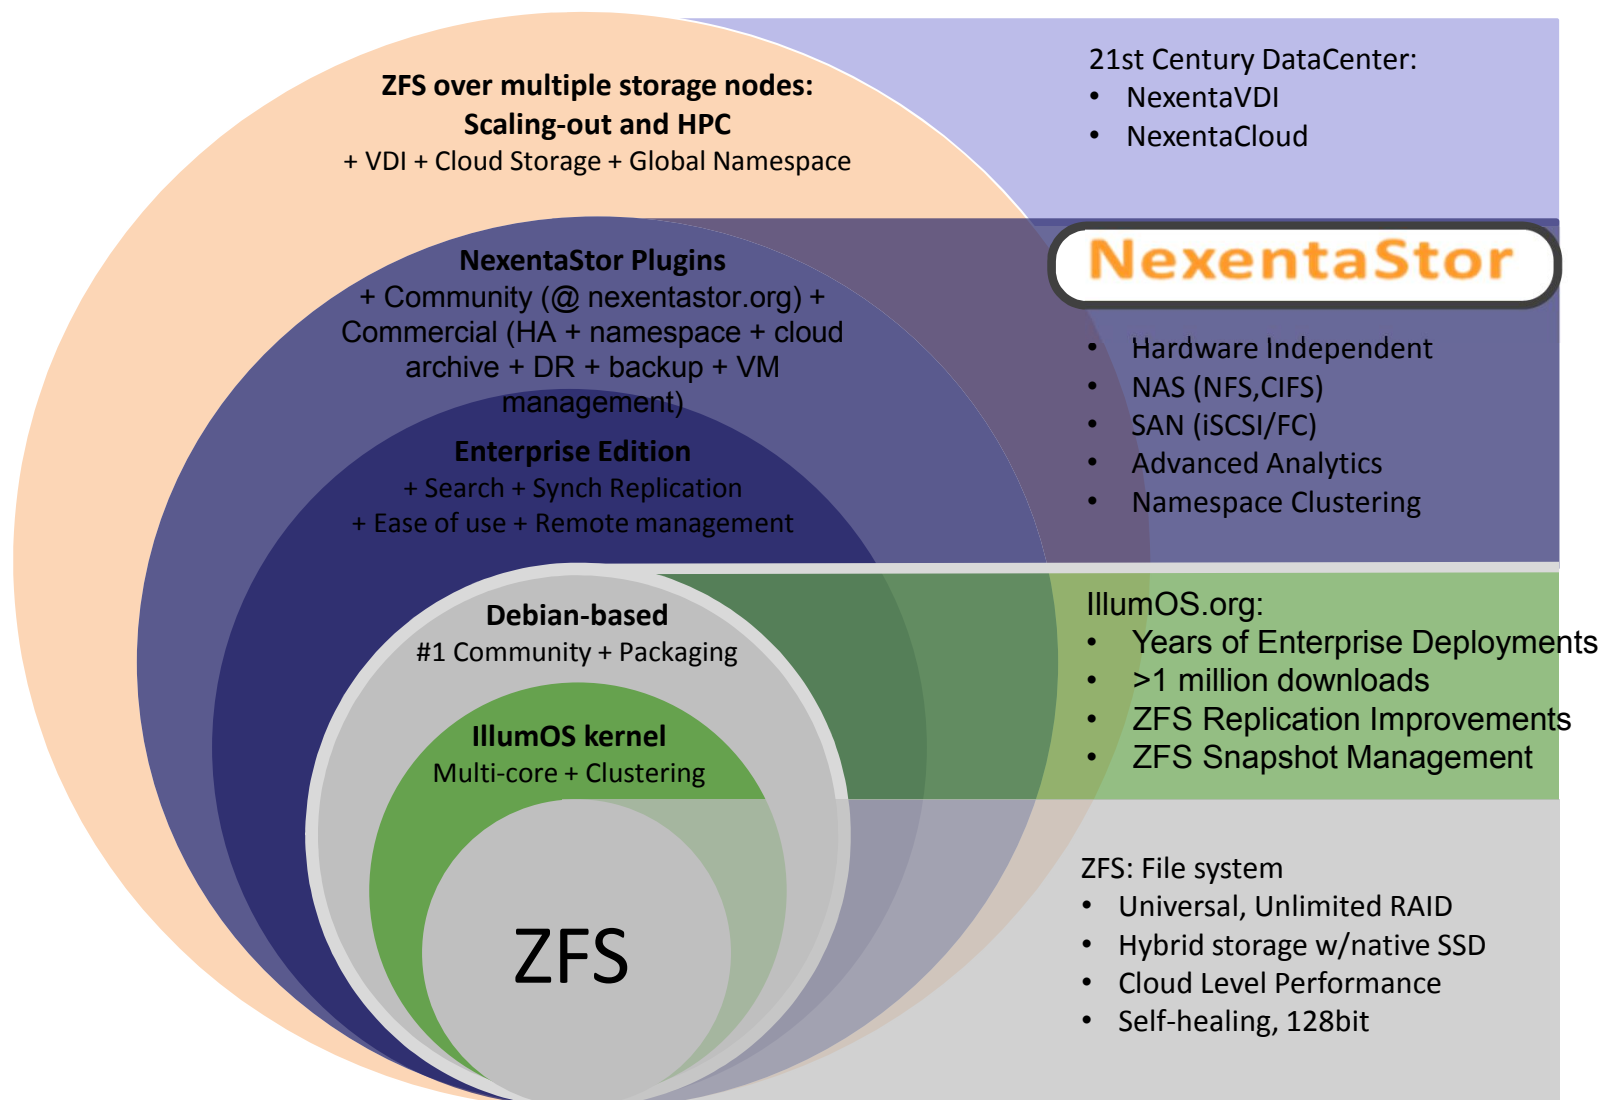 ZFS over multiple storage nodes:
Scaling-out and HPC
+ VDI + Cloud Storage + Global Namespace
21st Century DataCenter:
• NexentaVDI
• NexentaCloud
NexentaStor Plugins
+ Community (@ nexentastor.org) +
Commercial (HA + namespace + cloud
archive + DR + backup + VM
management)
Enterprise Edition
+ Search + Synch Replication
+ Ease of use + Remote management
NexentaStor
• Hardware Independent
• NAS (NFS,CIFS)
• SAN (iSCSI/FC)
• Advanced Analytics
• Namespace Clustering
Debian-based
#1 Community + Packaging
IllumOS kernel
Multi-core + Clustering
IllumOS.org:
• Years of Enterprise Deployments
• >1 million downloads
• ZFS Replication Improvements
• ZFS Snapshot Management
ZFS
ZFS: File system
• Universal, Unlimited RAID
• Hybrid storage w/native SSD
• Cloud Level Performance
• Self-healing, 128bit